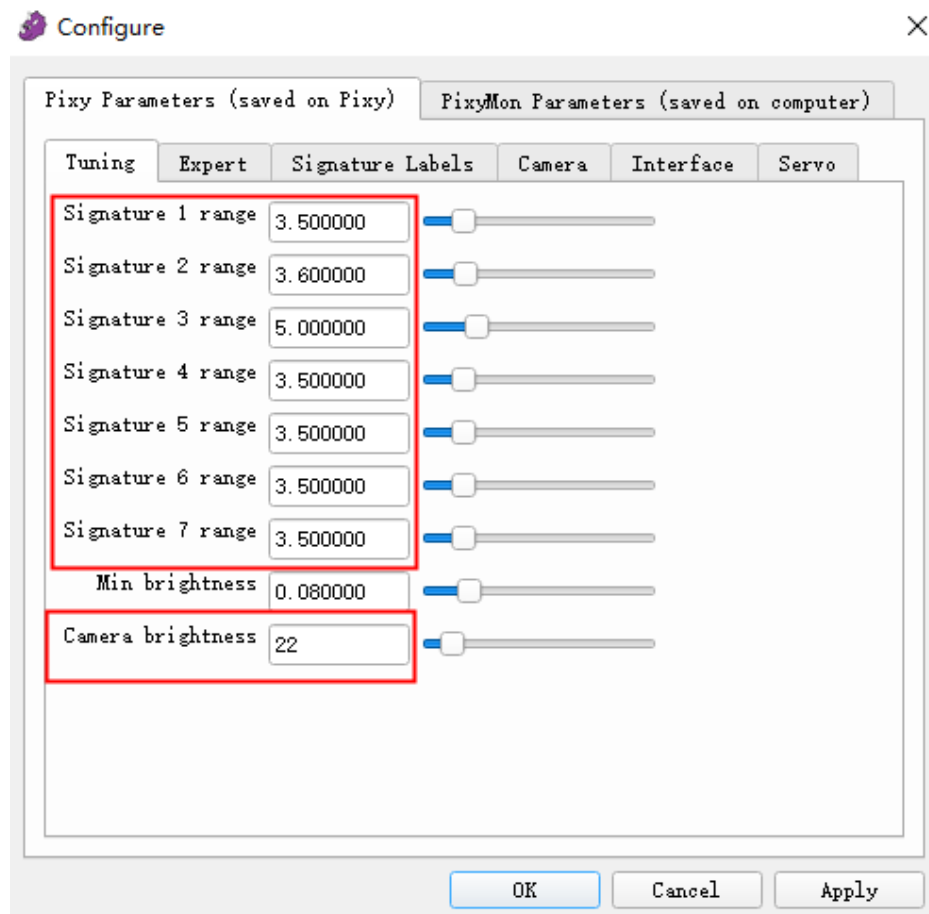 Configure
Pixy Parameters (saved on Pixy) PixyMon Parameters (saved on computer)
Tuning Expert Signature Labels Camera Interface Servo
Signature 1 range 3.500000
Signature 2 range 3.600000
Signature 3 range 5.000000
Signature 4 range 3.500000
Signature 5 range 3.500000
Signature 6 range 3.500000
Signature 7 range 3.500000
Min brightness 0.080000
Camera brightness 22
OK Cancel Apply